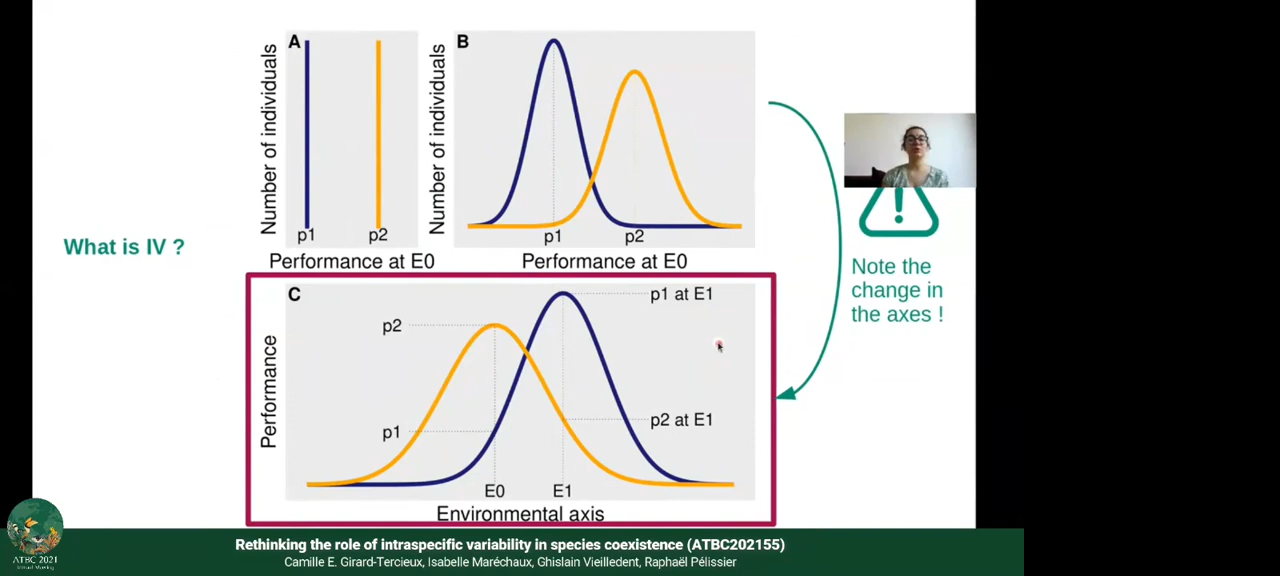 A
B
Number of individuals
Number of individuals
p1
p2
p1
p2
Performance at E0
Performance at E0
What is IV ?
!
Note the
change in
the axes !
C
Performance
p1 at E1
p2
p2 at E1
p1
E0
E1
Environmental axis
ATBC 2021
Rethinking the role of intraspecific variability in species coexistence (ATBC202155)
Camille E. Girard-Tercieux, Isabelle Maréchaux, Ghislain Vieilledent, Raphaël Pélissier